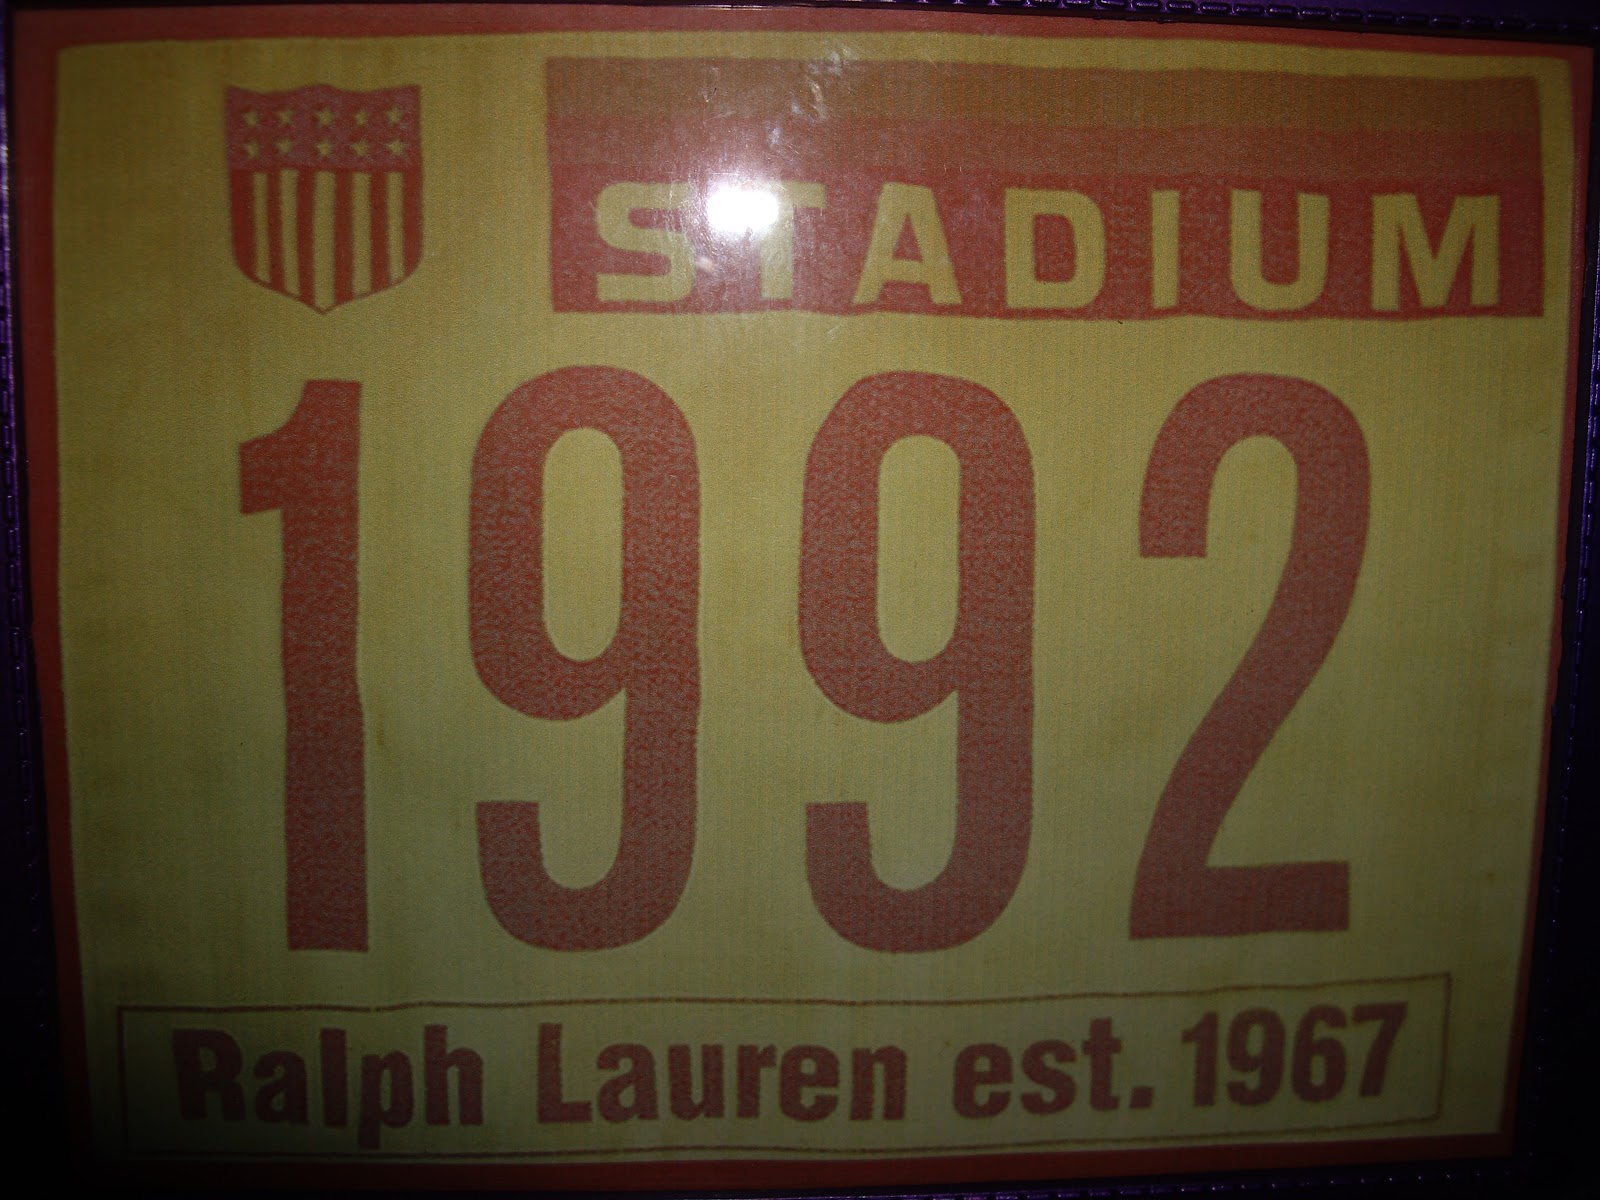 STADIUM
1992
Ralph Lauren est. 1967